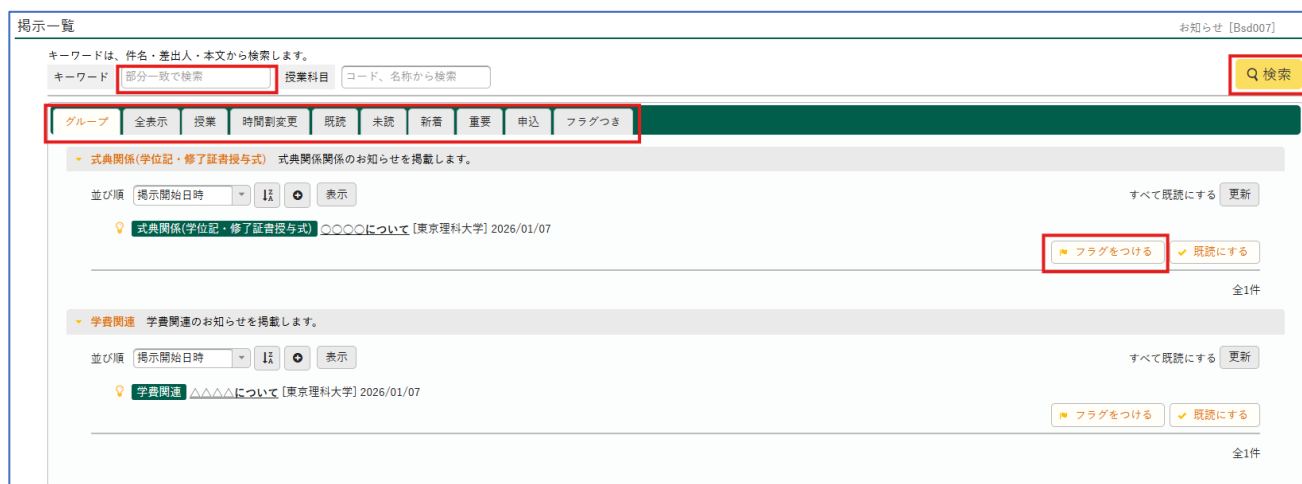 掲示一覧 お知らせ [Bsd007]
キーワードは、件名・差出人・本文から検索します。
キーワード 部分一致で検索 授業科目 コード、名称から検索 検索
グループ 全表示 授業 時間割変更 既読 未読 新着 重要 申込 フラグつき
式典関係(学位記・修了証書授与式) 式典関係関係のお知らせを掲載します。
並び順 掲示開始日時 表示 すべて既読にする 更新
式典関係(学位記・修了証書授与式) 〇〇〇〇について [東京理科大学] 2026/01/07
フラグをつける 既読にする
全1件
学費関連 学費関連のお知らせを掲載します。
並び順 掲示開始日時 表示 すべて既読にする 更新
学費関連 △△△△について [東京理科大学] 2026/01/07
フラグをつける 既読にする
全1件